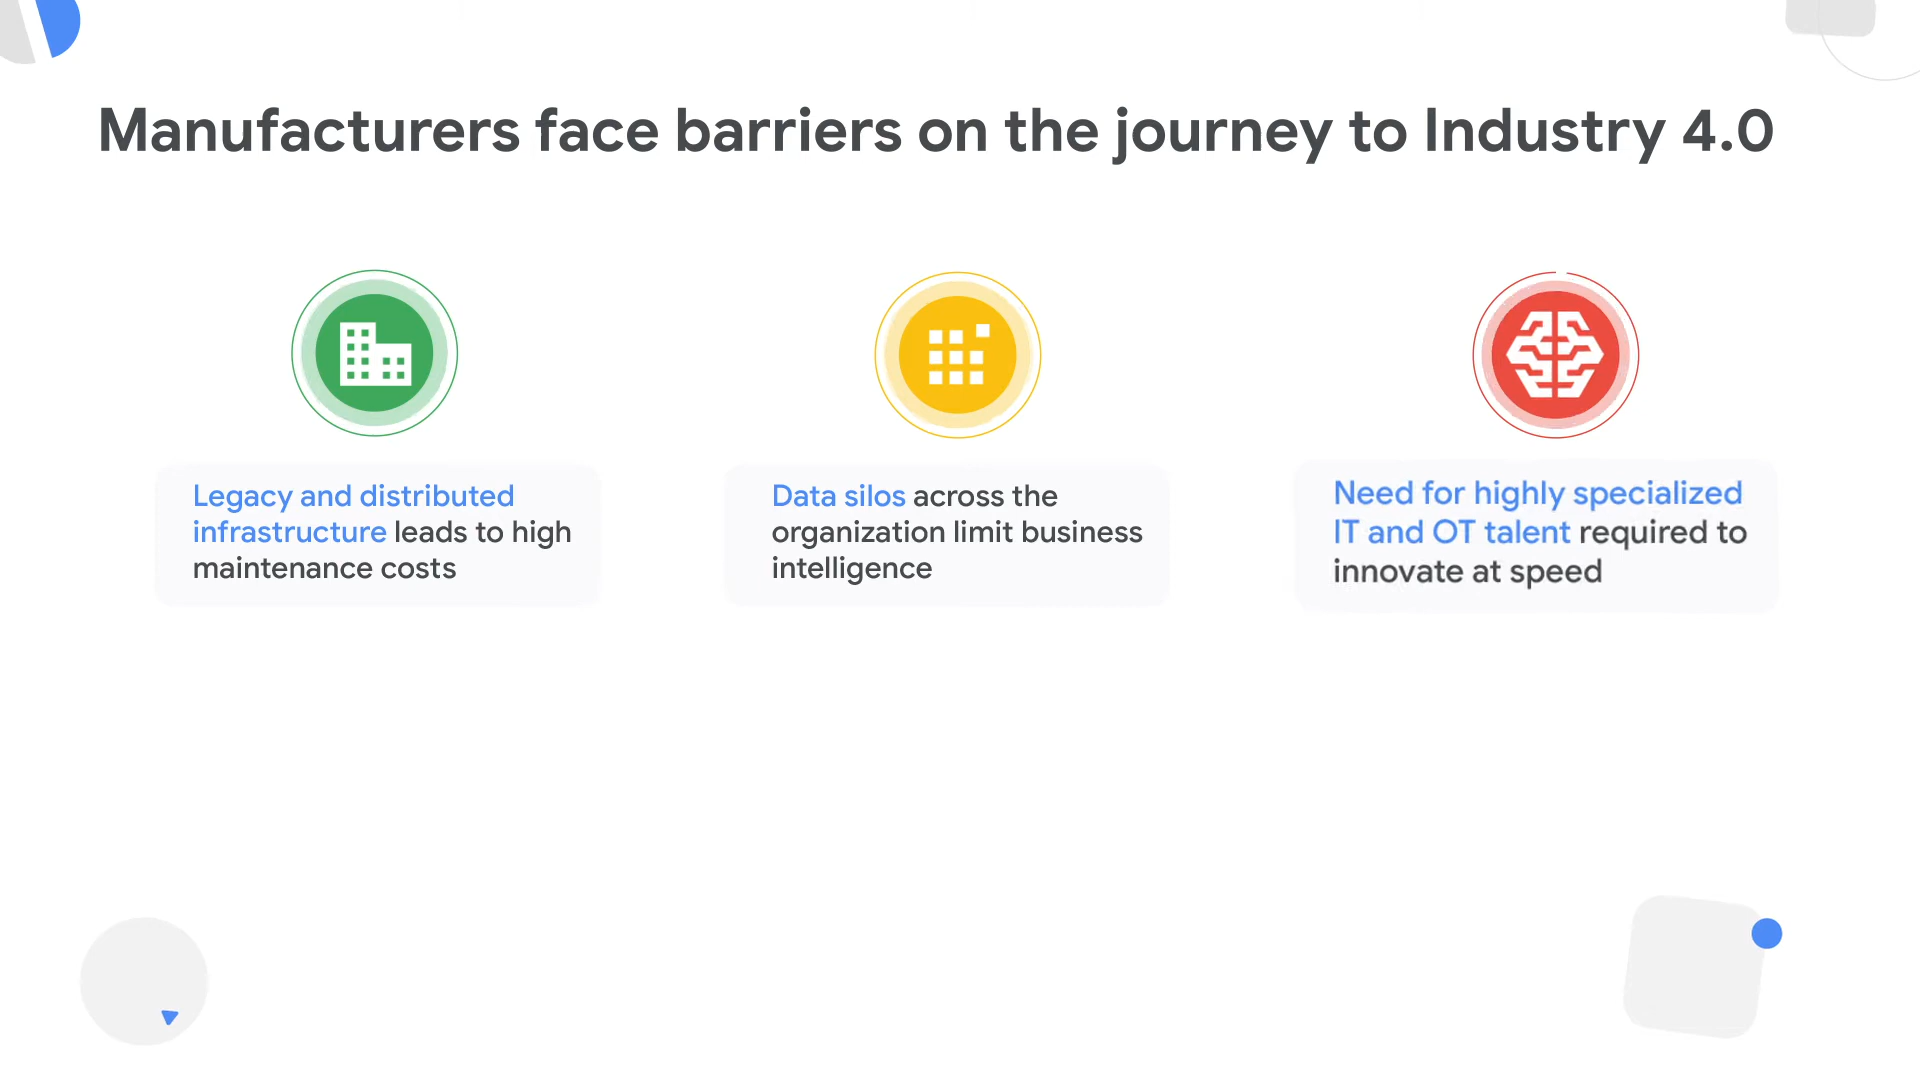 Manufacturers face barriers on the journey to Industry 4.0
Legacy and distributed
infrastructure leads to high
maintenance costs
Data silos across the
organization limit business
intelligence
Need for highly specialized
IT and OT talent required to
innovate at speed